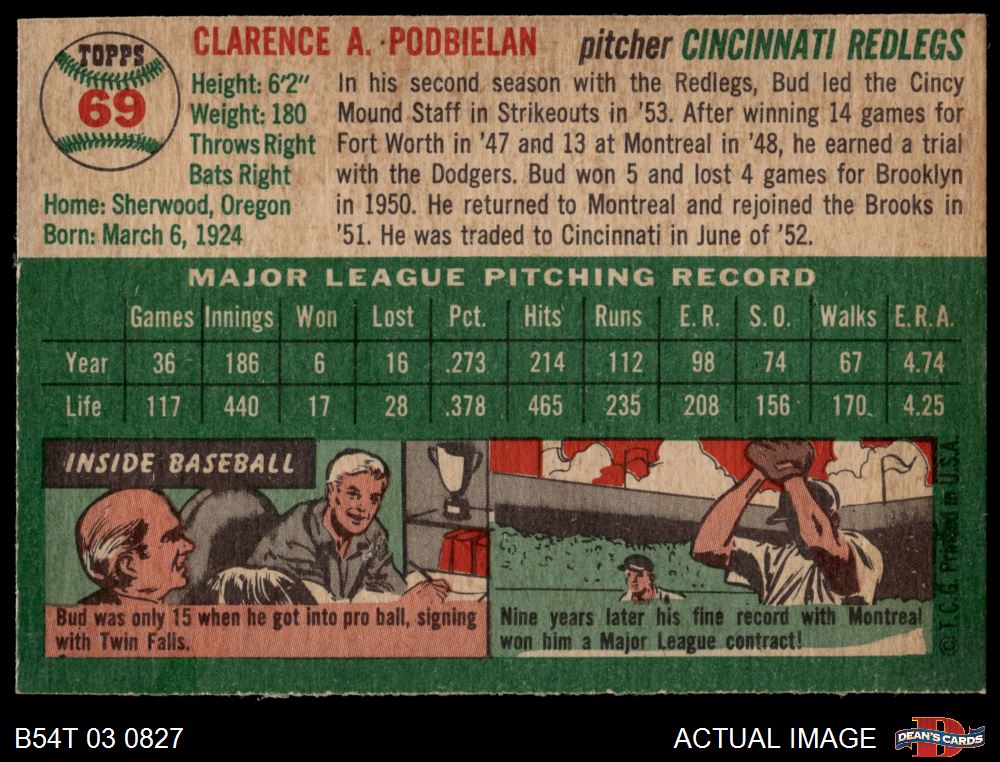 TOPPS
69
CLARENCE A. PODBIELAN pitcher CINCINNATI REDLEGS
Height: 6'2"
Weight: 180
Throws Right
Bats Right
Home: Sherwood, Oregon
Born: March 6, 1924
In his second season with the Redlegs, Bud led the Cincy
Mound Staff in Strikeouts in '53. After winning 14 games for
Fort Worth in '47 and 13 at Montreal in '48, he earned a trial
with the Dodgers. Bud won 5 and lost 4 games for Brooklyn
in 1950. He returned to Montreal and rejoined the Brooks in
'51. He was traded to Cincinnati in June of '52.
MAJOR LEAGUE PITCHING RECORD
Games Innings Won Lost Pct. Hits Runs E. R. S. O. Walks E. R. A.
Year 36 186 6 16 .273 214 112 98 74 67 4.74
Life 117 440 17 28 .378 465 235 208 156 170 4.25
INSIDE BASEBALL
Bud was only 15 when he got into pro ball, signing
with Twin Falls.
Nine years later his fine record with Montreal
won him a Major League contract!
© T. C. G. Printed in U.S.A.
B54T 03 0827
ACTUAL IMAGE
DEAN'S CARDS